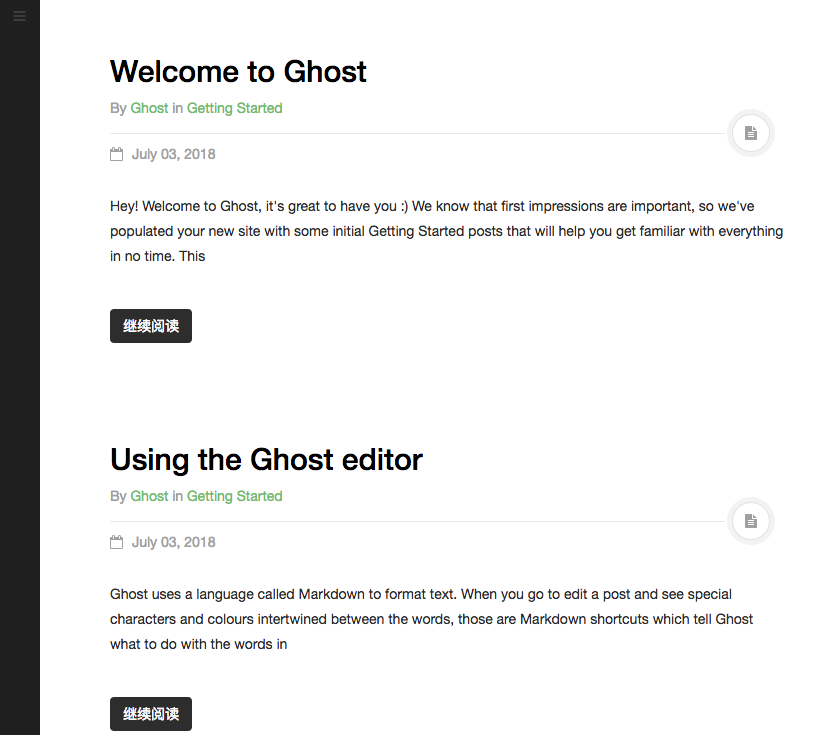 Welcome to Ghost
By Ghost in Getting Started
July 03, 2018
Hey! Welcome to Ghost, it's great to have you :) We know that first impressions are important, so we've
populated your new site with some initial Getting Started posts that will help you get familiar with everything
in no time. This
继续阅读
Using the Ghost editor
By Ghost in Getting Started
July 03, 2018
Ghost uses a language called Markdown to format text. When you go to edit a post and see special
characters and colours intertwined between the words, those are Markdown shortcuts which tell Ghost
what to do with the words in
继续阅读